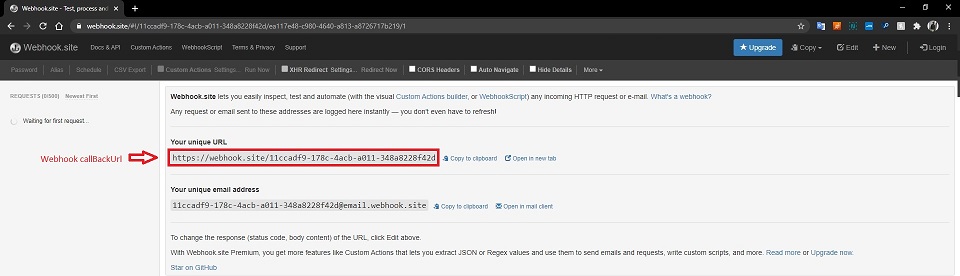 Webhook.site - Test, process and
webhook.site/#!/11ccadf9-178c-4acb-a011-348a8228f42d/ea117e48-c980-4640-a813-a8726717b219/1
Webhook.site Docs & API Custom Actions WebhookScript Terms & Privacy Support Upgrade Copy Edit New Login
Password Alias Schedule CSV Export Custom Actions Settings... Run Now XHR Redirect Settings... Redirect Now CORS Headers Auto Navigate Hide Details More
REQUESTS (0/500) Newest First
Waiting for first request...
Webhook.site lets you easily inspect, test and automate (with the visual Custom Actions builder, or WebhookScript) any incoming HTTP request or e-mail. What's a webhook?
Any request or email sent to these addresses are logged here instantly — you don't even have to refresh!
Your unique URL
Webhook callBackUrl
https://webhook.site/11ccadf9-178c-4acb-a011-348a8228f42d Copy to clipboard Open in new tab
Your unique email address
11ccadf9-178c-4acb-a011-348a8228f42d@email.webhook.site Copy to clipboard Open in mail client
To change the response (status code, body content) of the URL, click Edit above.
With Webhook.site Premium, you get more features like Custom Actions that lets you extract JSON or Regex values and use them to send emails and requests, write custom scripts, and more. Read more or Upgrade now.
Star on GitHub